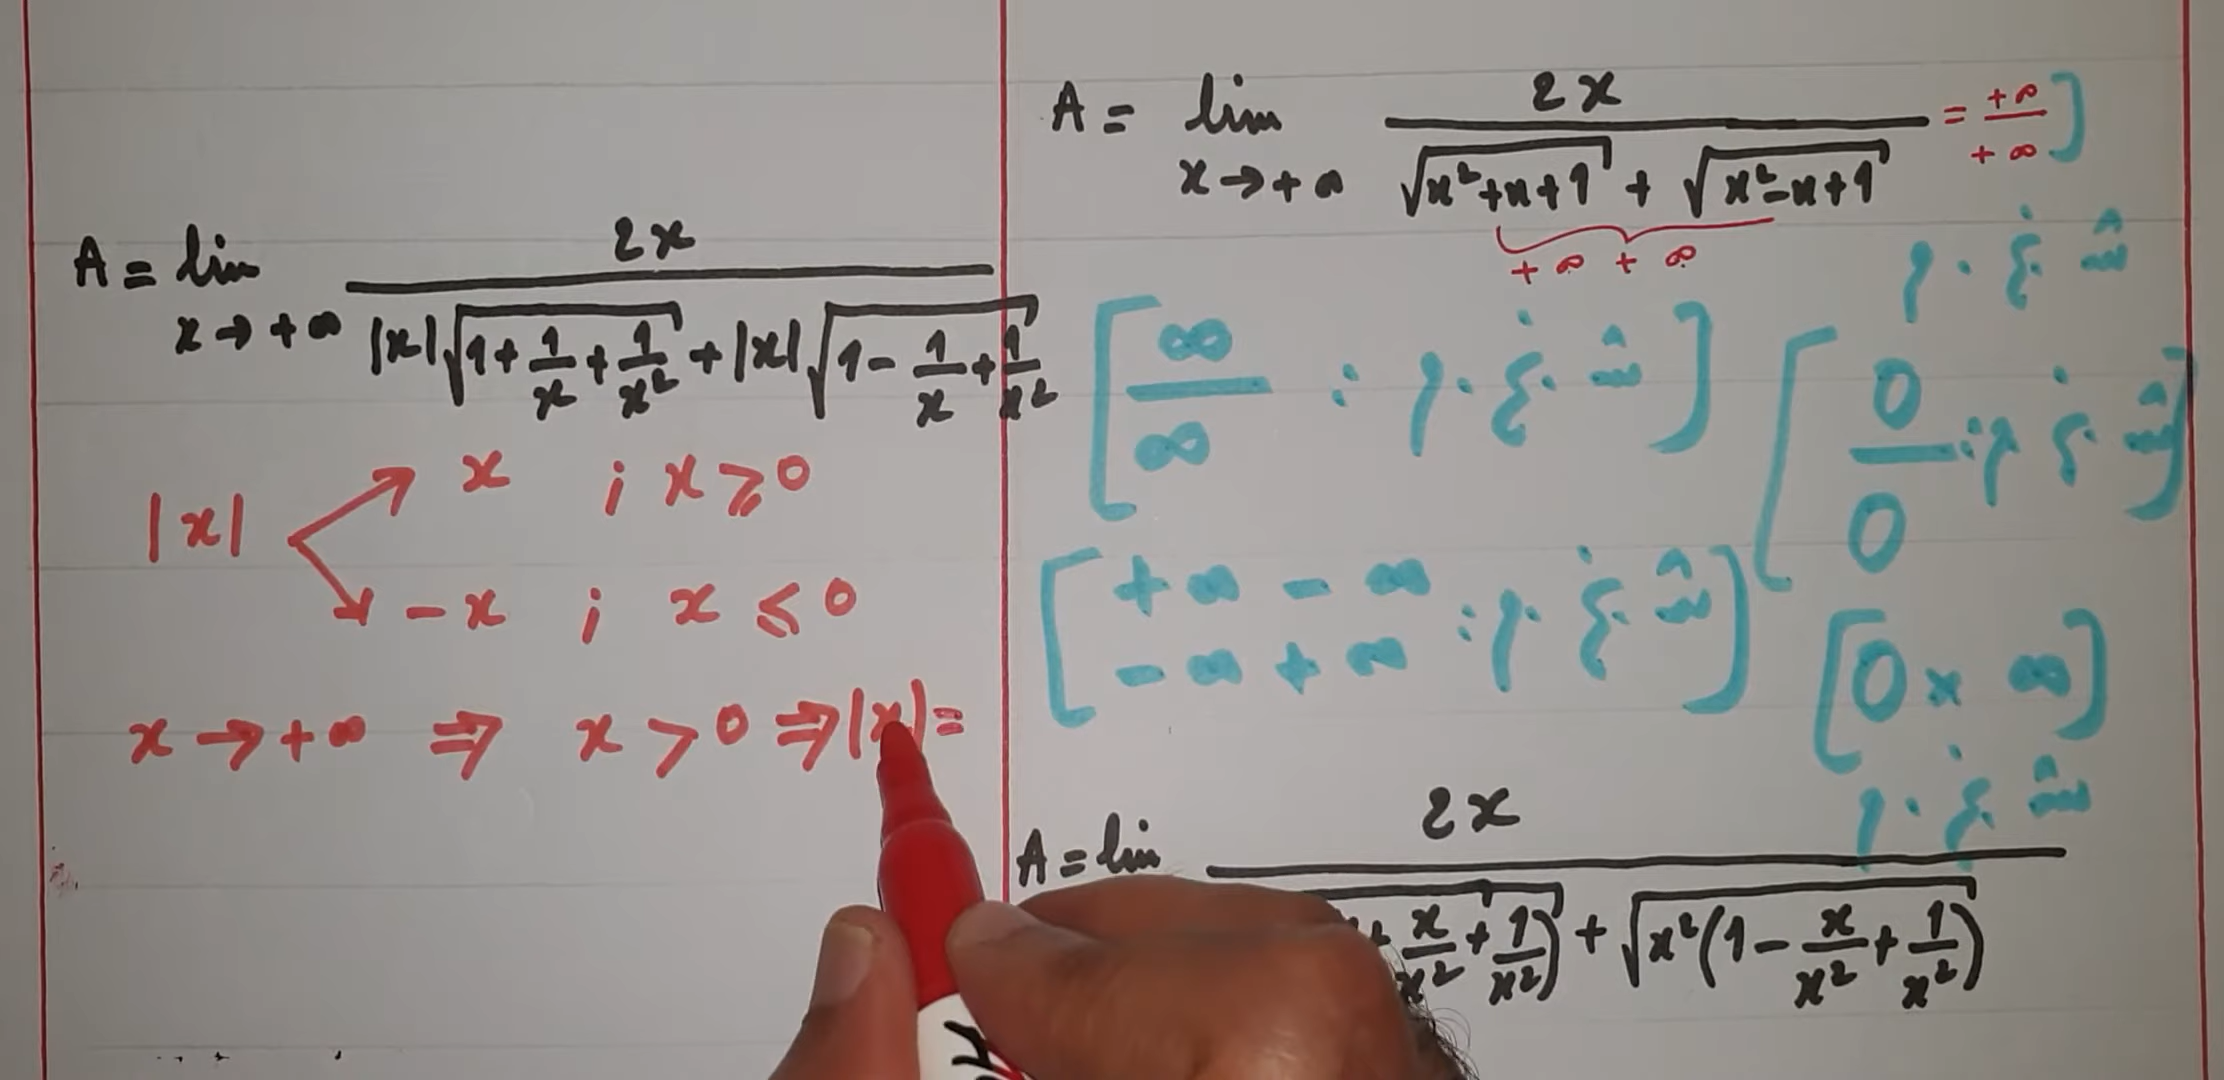 A = lim 2x / (√(x²+x+1) + √(x²-x+1)) = +∞/+∞
x → +∞
+∞ + ∞
[∞/∞ : ح.ع.ت]
ح.ع.ت
[0/0 : ح.ع.ت]
[+∞ - ∞
- ∞ + ∞ : ح.ع.ت]
[0 × ∞]
ح.ع.ت
A = lim 2x / (√(x²(1 + x/x² + 1/x²)) + √(x²(1 - x/x² + 1/x²)))
A = lim 2x / (|x|√(1 + 1/x + 1/x²) + |x|√(1 - 1/x + 1/x²))
x → +∞
|x| → x ; x ≥ 0
→ -x ; x ≤ 0
x → +∞ ⇒ x > 0 ⇒ |x| =